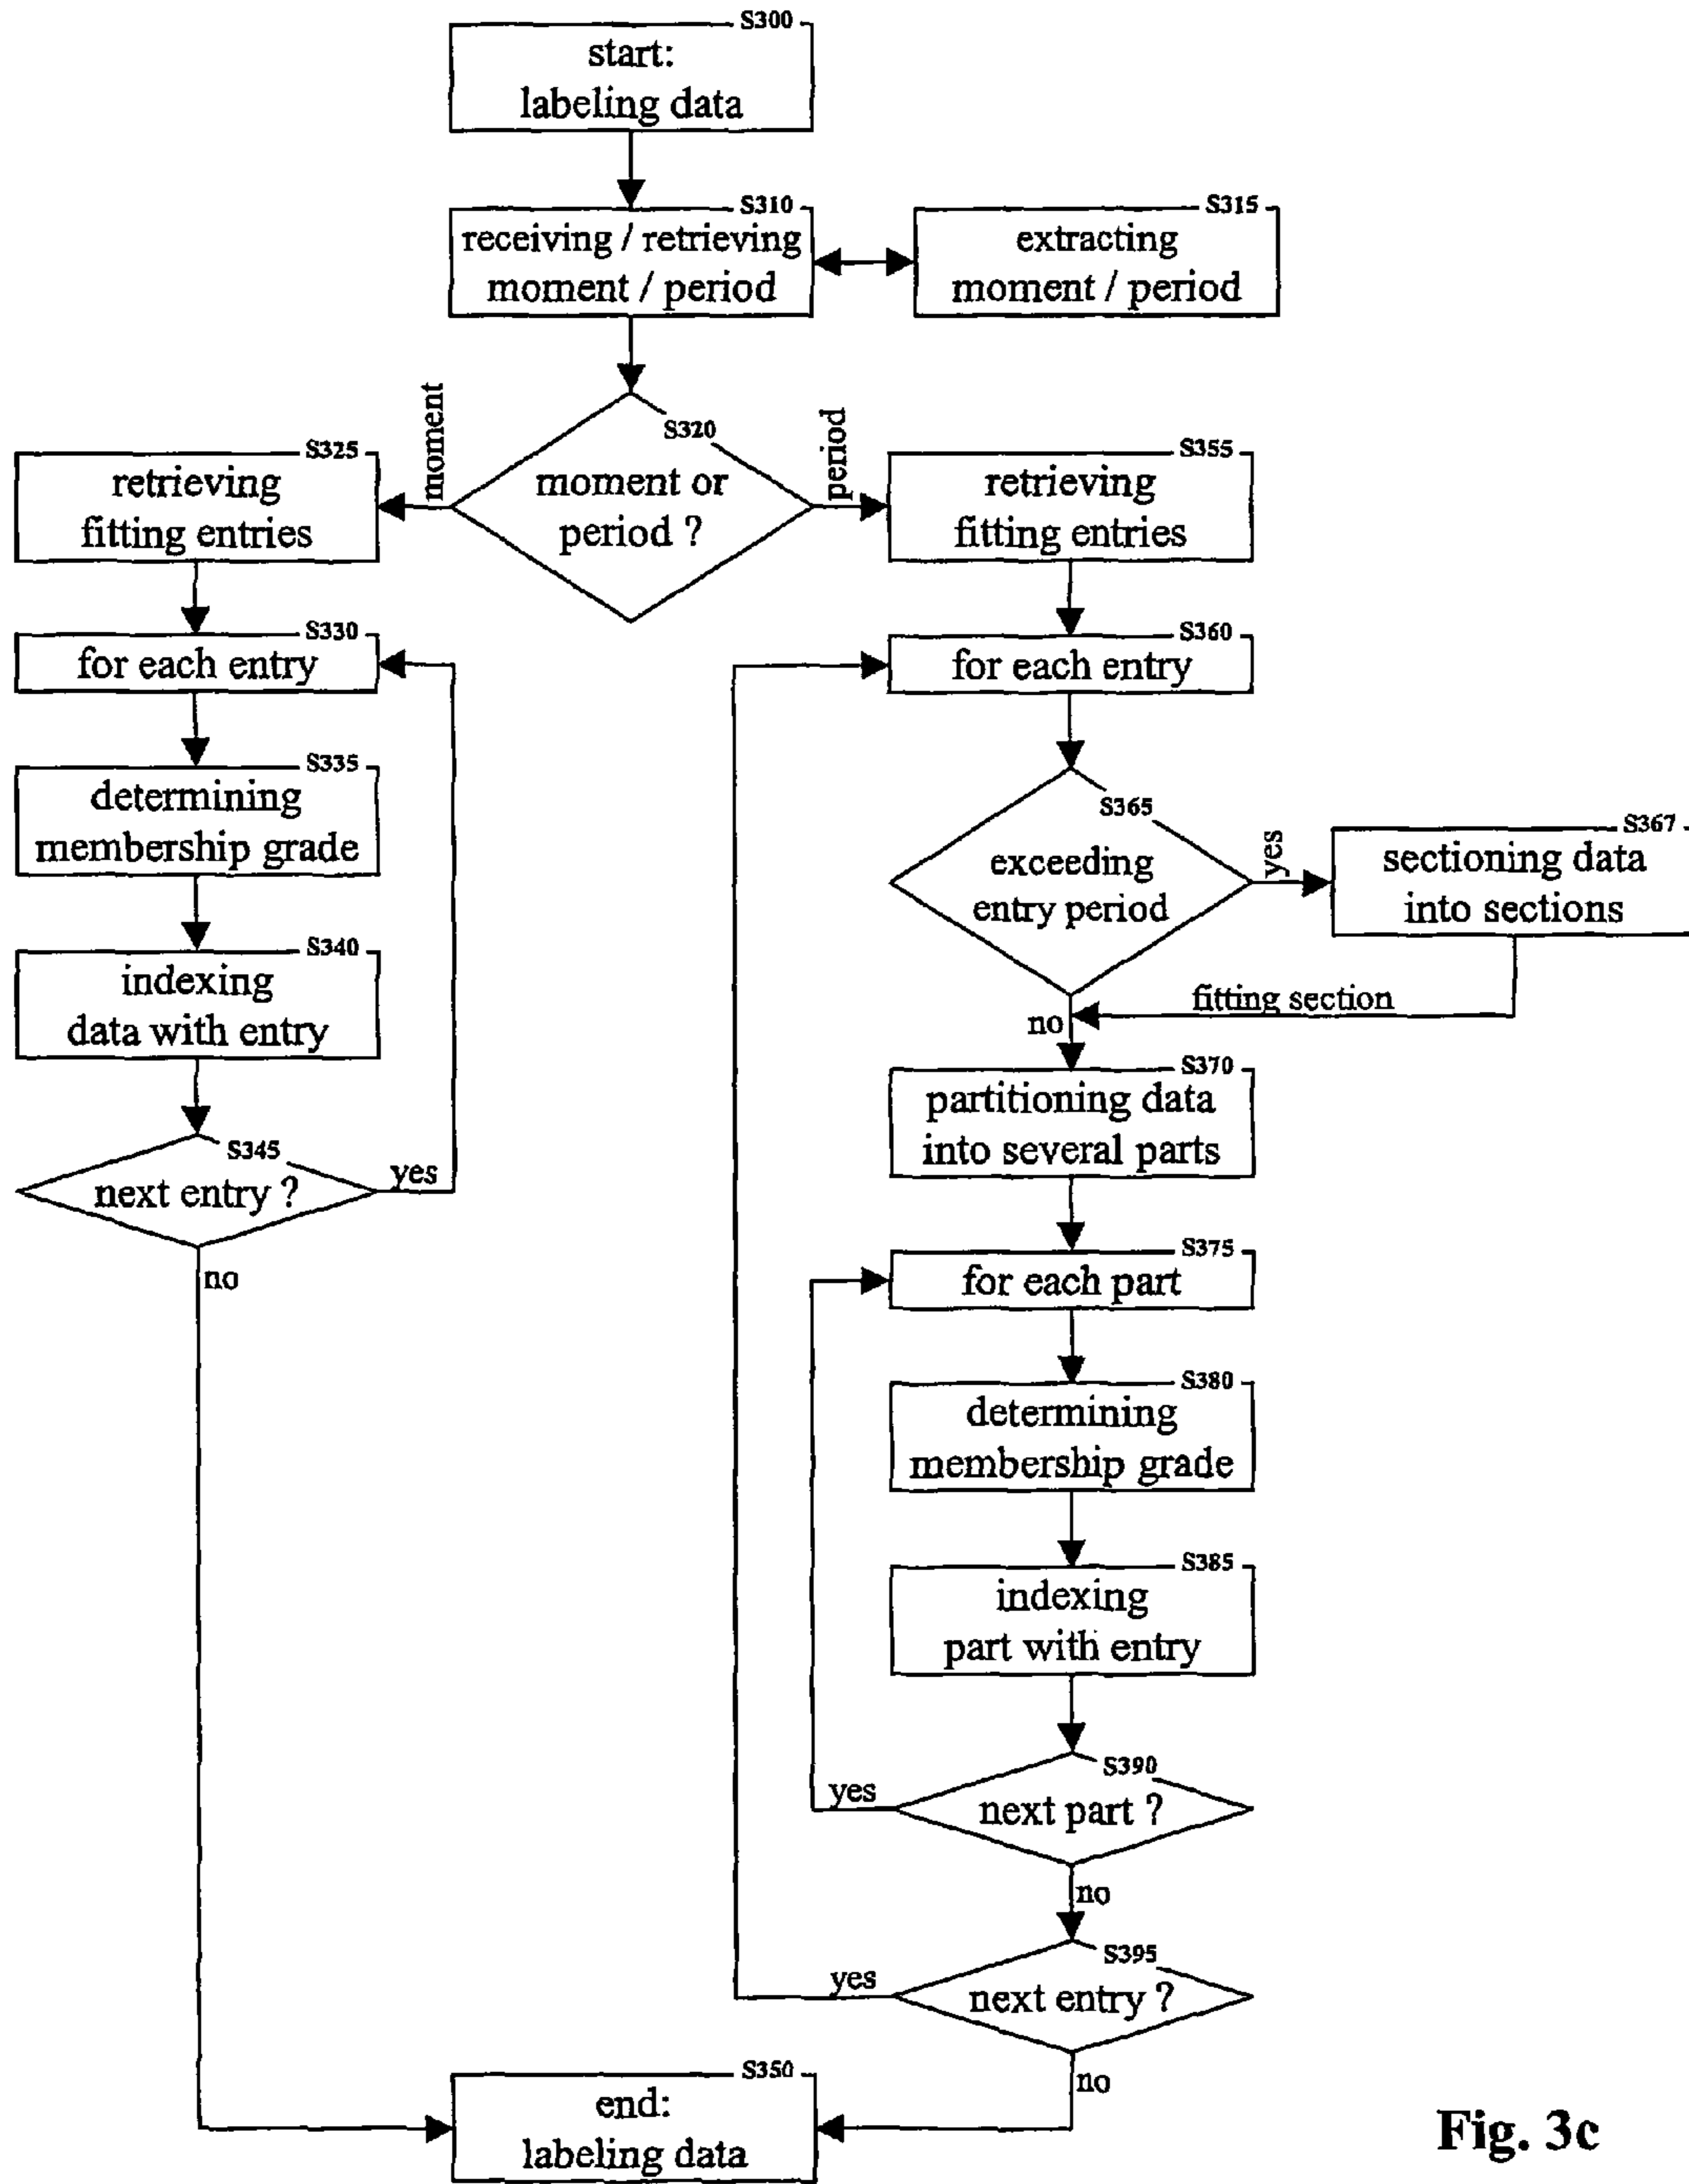 S300
start:
labeling data
S310
receiving / retrieving
moment / period
S315
extracting
moment / period
S320
moment or
period ?
moment
period
S325
retrieving
fitting entries
S330
for each entry
S335
determining
membership grade
S340
indexing
data with entry
S345
next entry ?
yes
no
S355
retrieving
fitting entries
S360
for each entry
S365
exceeding
entry period
yes
S367
sectioning data
into sections
fitting section
no
S370
partitioning data
into several parts
S375
for each part
S380
determining
membership grade
S385
indexing
part with entry
S390
next part ?
yes
no
S395
next entry ?
yes
no
S350
end:
labeling data
Fig. 3c